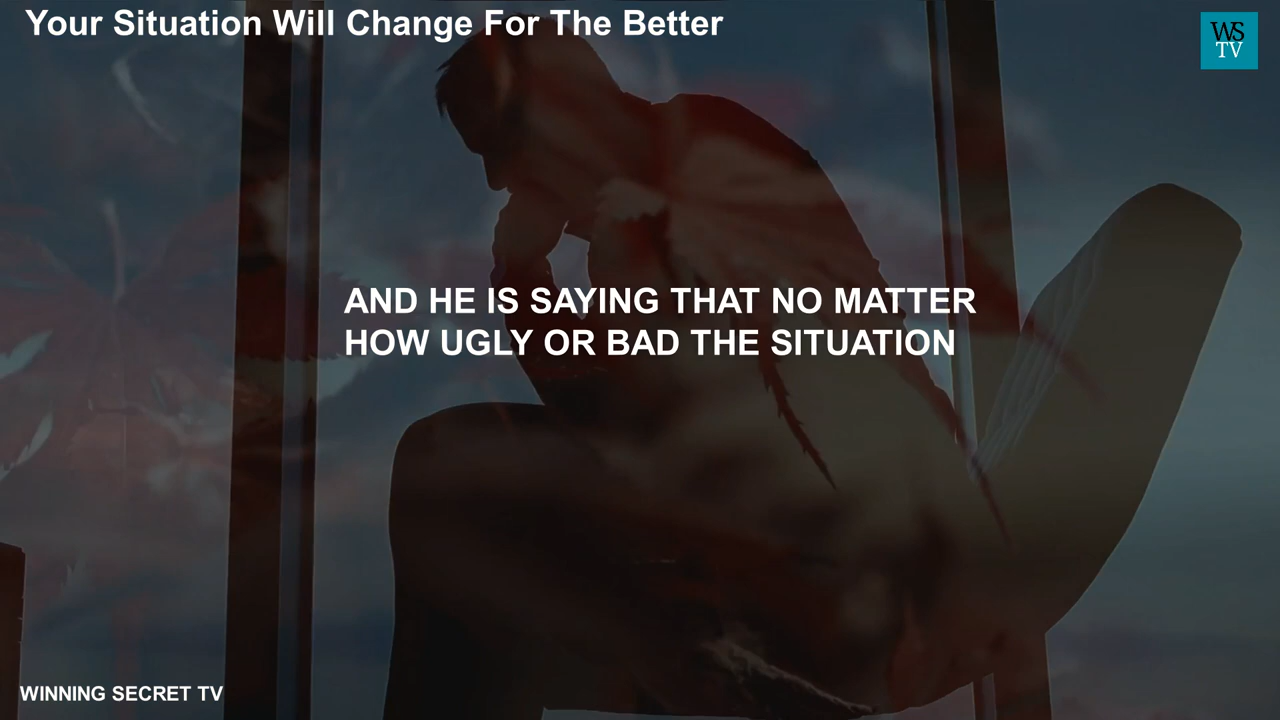 Your Situation Will Change For The Better
WS
TV
AND HE IS SAYING THAT NO MATTER
HOW UGLY OR BAD THE SITUATION
WINNING SECRET TV